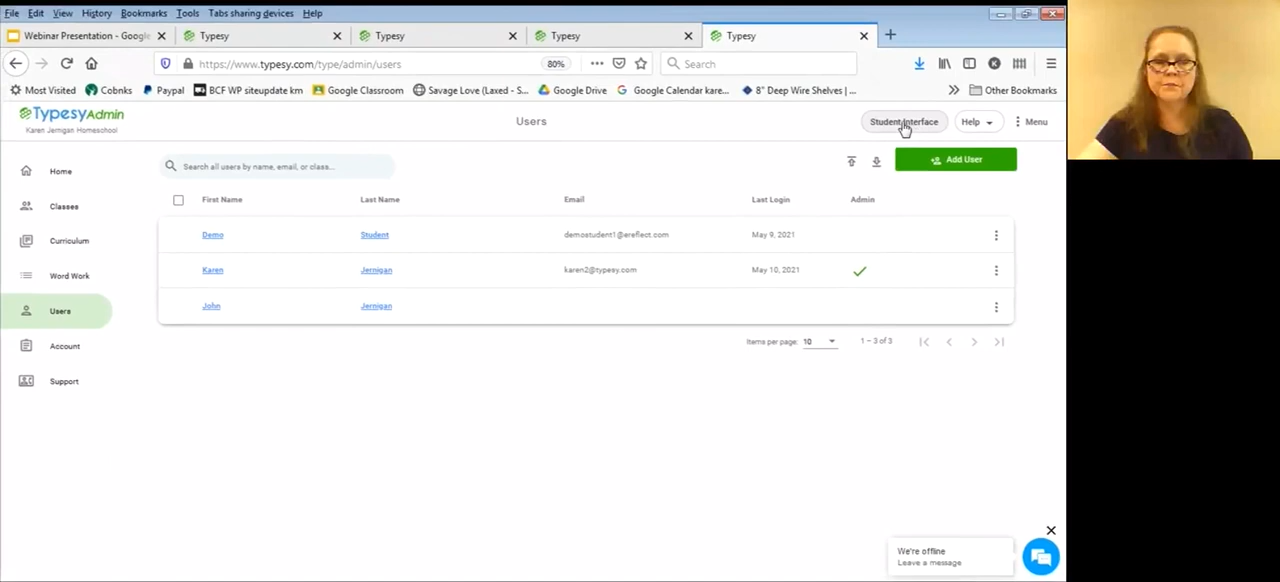 File Edit View History Bookmarks Tools Tabs sharing devices Help
Webinar Presentation - Google Typesy Typesy Typesy Typesy
https://www.typesy.com/type/admin/users 80% Search
Most Visited Cobnks Paypal BCF WP siteupdate km Google Classroom Savage Love (Laxed - S... Google Drive Google Calendar kare... 8" Deep Wire Shelves | ... Other Bookmarks
TypesyAdmin
Karen Jernigan Homeschool
Users
Student Interface
Help
Menu
Home
Classes
Curriculum
Word Work
Users
Account
Support
Search all users by name, email, or class...
Add User
First Name Last Name Email Last Login Admin
Demo Student demostudent1@ereflect.com May 9, 2021
Karen Jernigan karen2@typesy.com May 10, 2021
John Jernigan
Items per page: 10 1 – 3 of 3
We're offline
Leave a message